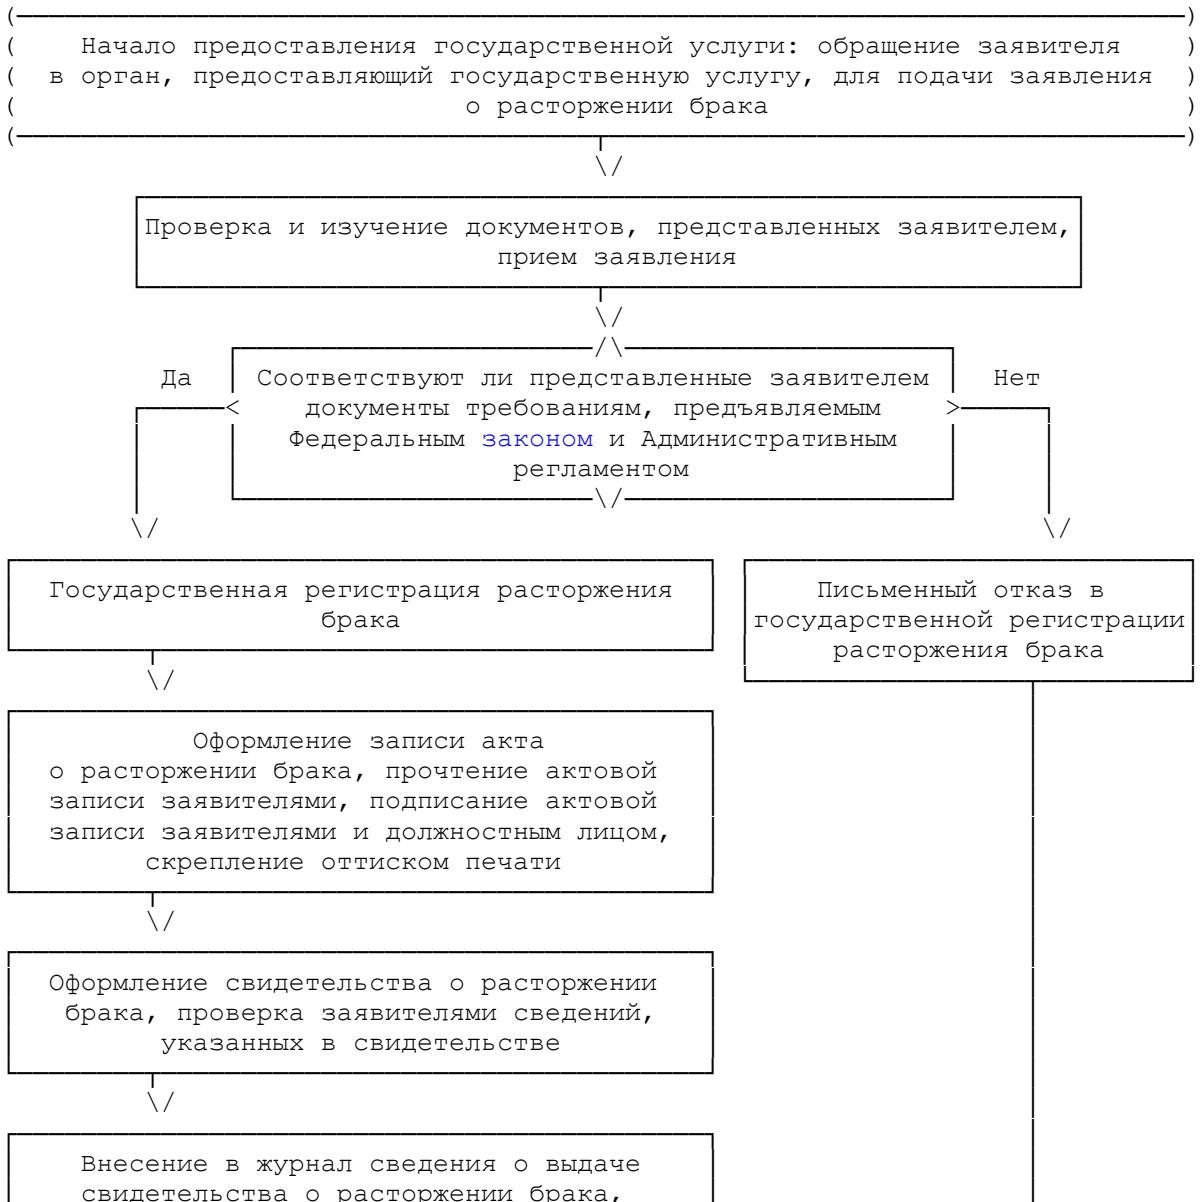 Начало предоставления государственной услуги: обращение заявителя
в орган, предоставляющий государственную услугу, для подачи заявления
о расторжении брака
Проверка и изучение документов, представленных заявителем,
прием заявления
Да
Соответствуют ли представленные заявителем
документы требованиям, предъявляемым
Федеральным законом и Административным
регламентом
Нет
Государственная регистрация расторжения
брака
Письменный отказ в
государственной регистрации
расторжения брака
Оформление записи акта
о расторжении брака, прочтение актовой
записи заявителями, подписание актовой
записи заявителями и должностным лицом,
скрепление оттиском печати
Оформление свидетельства о расторжении
брака, проверка заявителями сведений,
указанных в свидетельстве
Внесение в журнал сведения о выдаче
свидетельства о расторжении брака,